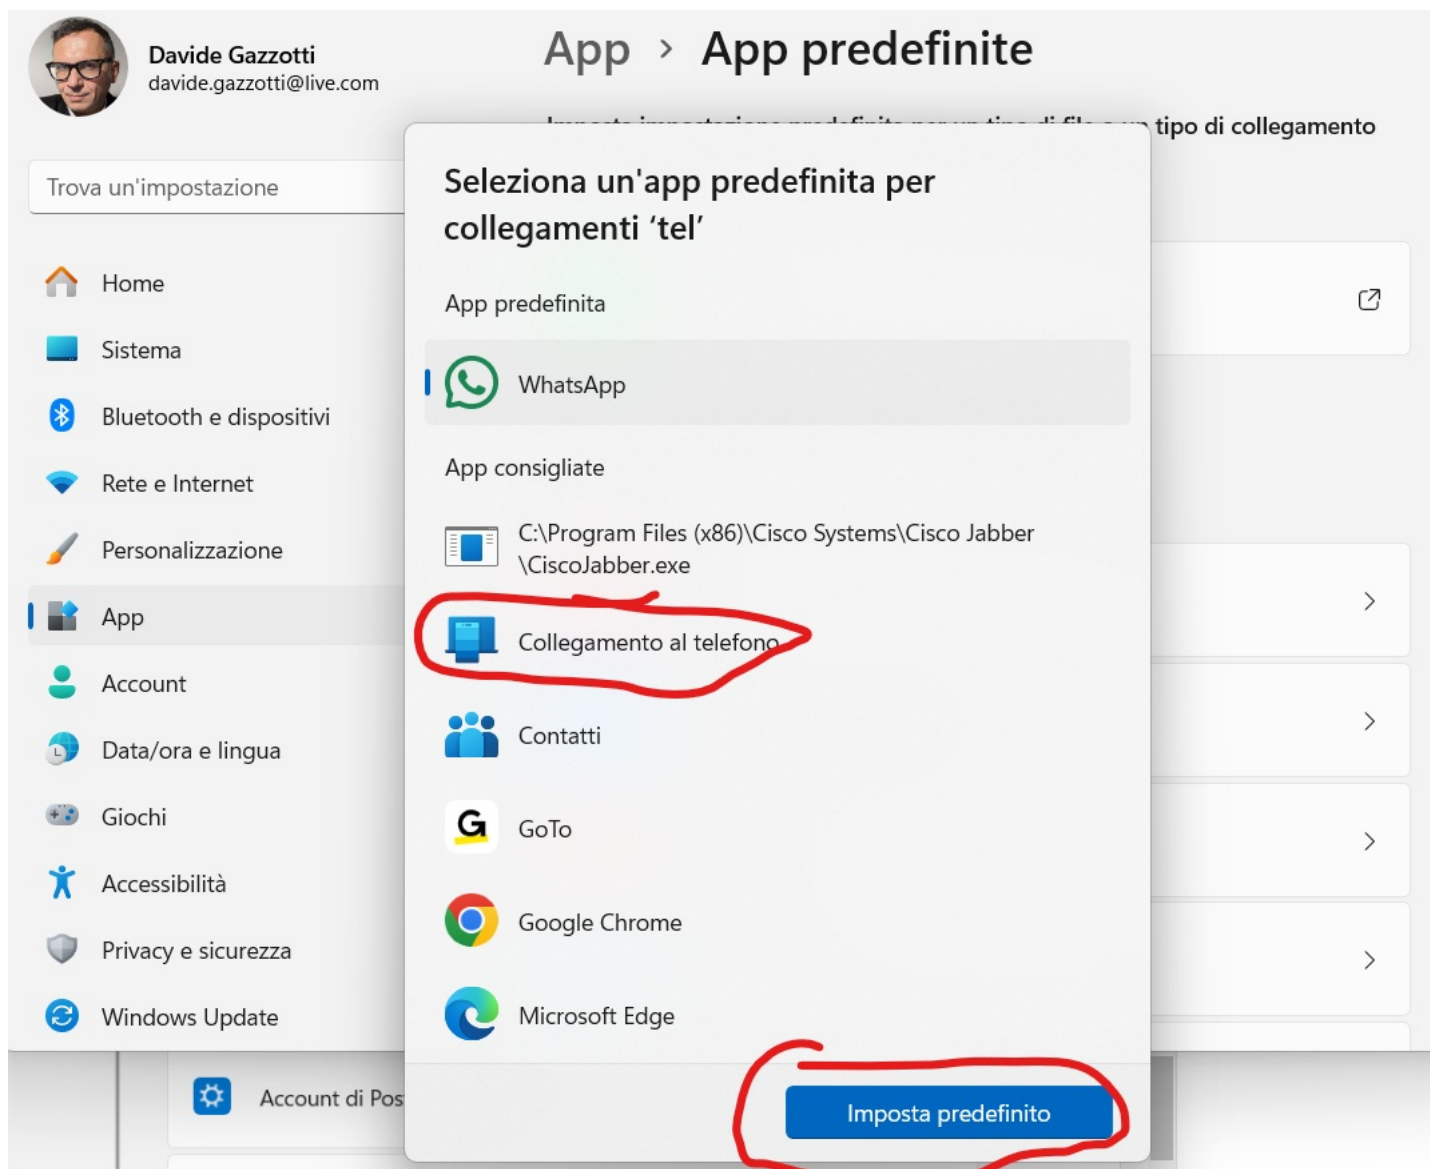 Davide Gazzotti
davide.gazzotti@live.com
App > App predefinite
tipo di collegamento
Trova un'impostazione
Home
Sistema
Bluetooth e dispositivi
Rete e Internet
Personalizzazione
App
Account
Data/ora e lingua
Giochi
Accessibilità
Privacy e sicurezza
Windows Update
Account di Pos
Seleziona un'app predefinita per
collegamenti ‘tel’
App predefinita
WhatsApp
App consigliate
C:\Program Files (x86)\Cisco Systems\Cisco Jabber
\CiscoJabber.exe
Collegamento al telefono
Contatti
GoTo
Google Chrome
Microsoft Edge
Imposta predefinito